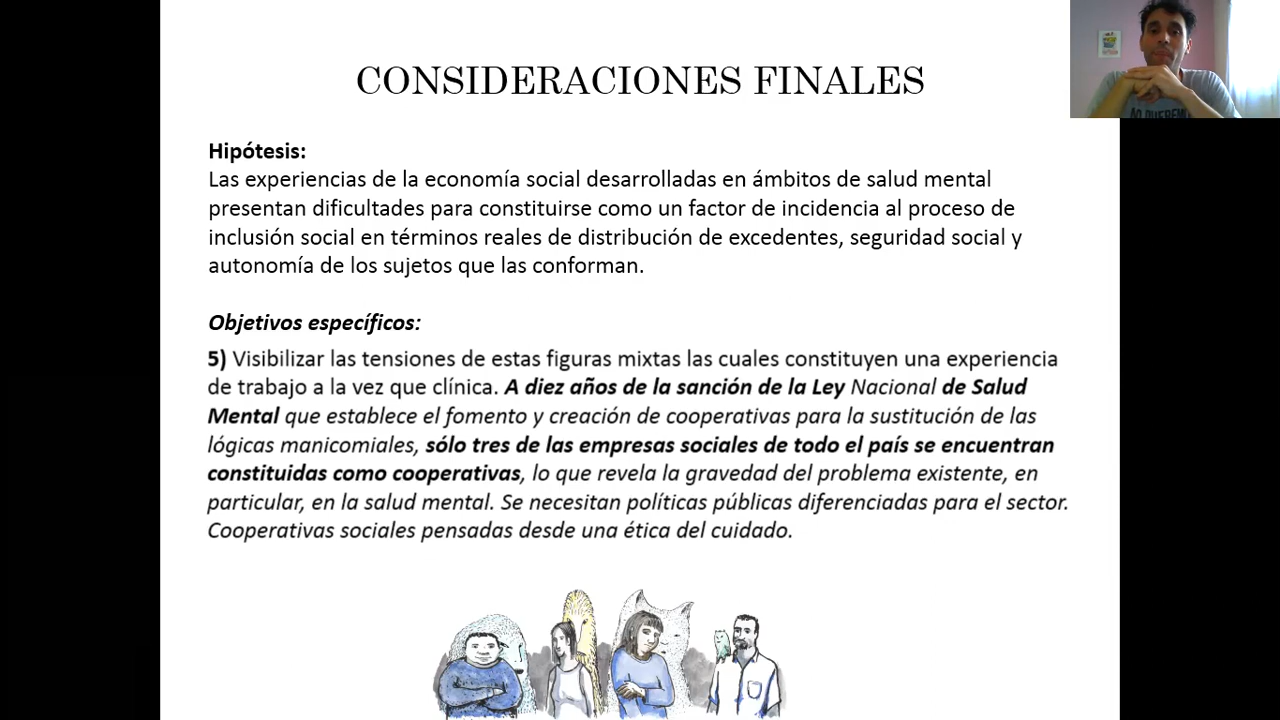 CONSIDERACIONES FINALES
Hipótesis:
Las experiencias de la economía social desarrolladas en ámbitos de salud mental
presentan dificultades para constituirse como un factor de incidencia al proceso de
inclusión social en términos reales de distribución de excedentes, seguridad social y
autonomía de los sujetos que las conforman.
Objetivos específicos:
5) Visibilizar las tensiones de estas figuras mixtas las cuales constituyen una experiencia
de trabajo a la vez que clínica. A diez años de la sanción de la Ley Nacional de Salud
Mental que establece el fomento y creación de cooperativas para la sustitución de las
lógicas manicomiales, sólo tres de las empresas sociales de todo el país se encuentran
constituidas como cooperativas, lo que revela la gravedad del problema existente, en
particular, en la salud mental. Se necesitan políticas públicas diferenciadas para el sector.
Cooperativas sociales pensadas desde una ética del cuidado.